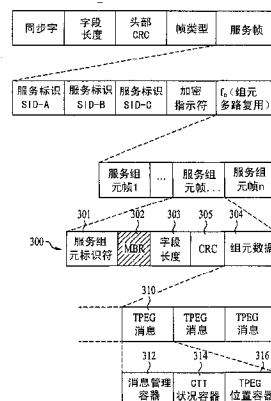 同步字
字段
长度
头部
CRC
帧类型
服务帧
服务标识
SID-A
服务标识
SID-B
服务标识
SID-C
加密
指示符
(组元
多路复用)
服务组
元帧1
...
服务组
元帧...
服务组
元帧n
301
302
303
305
304
300
服务组
元标识符
MBR
字段
长度
CRC
组元数据
310
TPEG
消息
TPEG
消息
TPEG
消息
312
314
316
消息管理
容器
CTT
状况容器
TPEG
位置容器